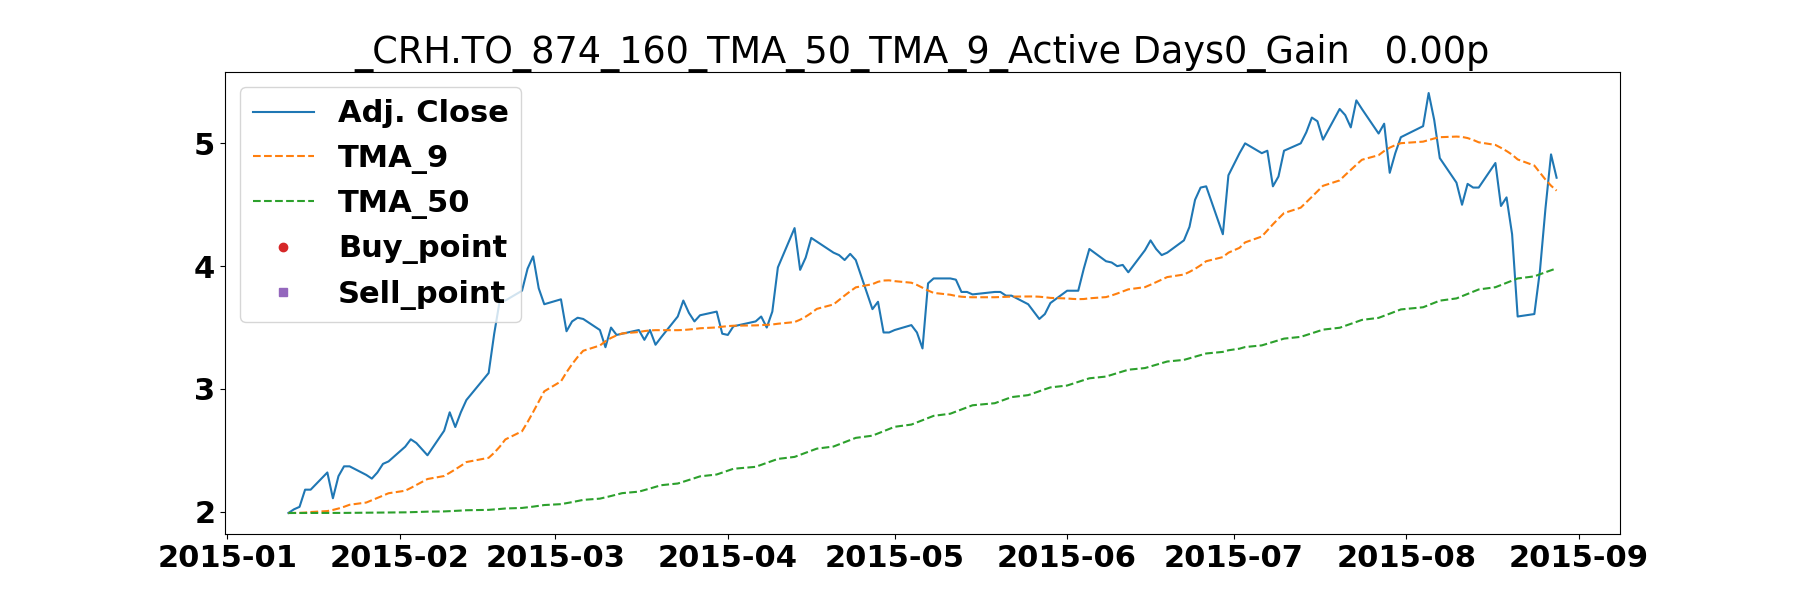 _CRH.TO_874_160_TMA_50_TMA_9_Active Days0_Gain   0.00p
Adj. Close
TMA_9
TMA_50
Buy_point
Sell_point
5
4
3
2
2015-01 2015-02 2015-03 2015-04 2015-05 2015-06 2015-07 2015-08 2015-09